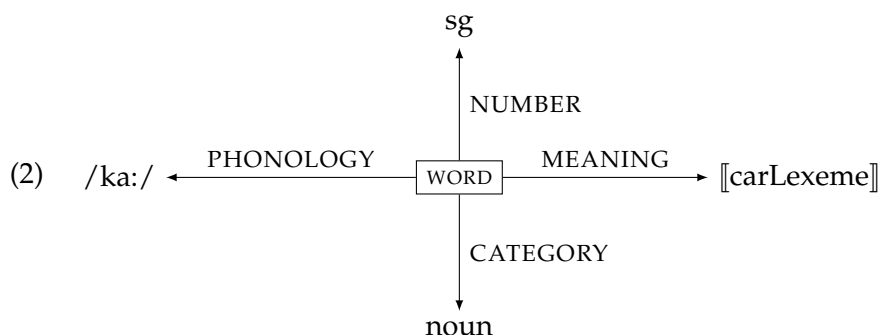 sg
NUMBER
(2) /ka:/ PHONOLOGY WORD MEANING ⟦carLexeme⟧
CATEGORY
noun